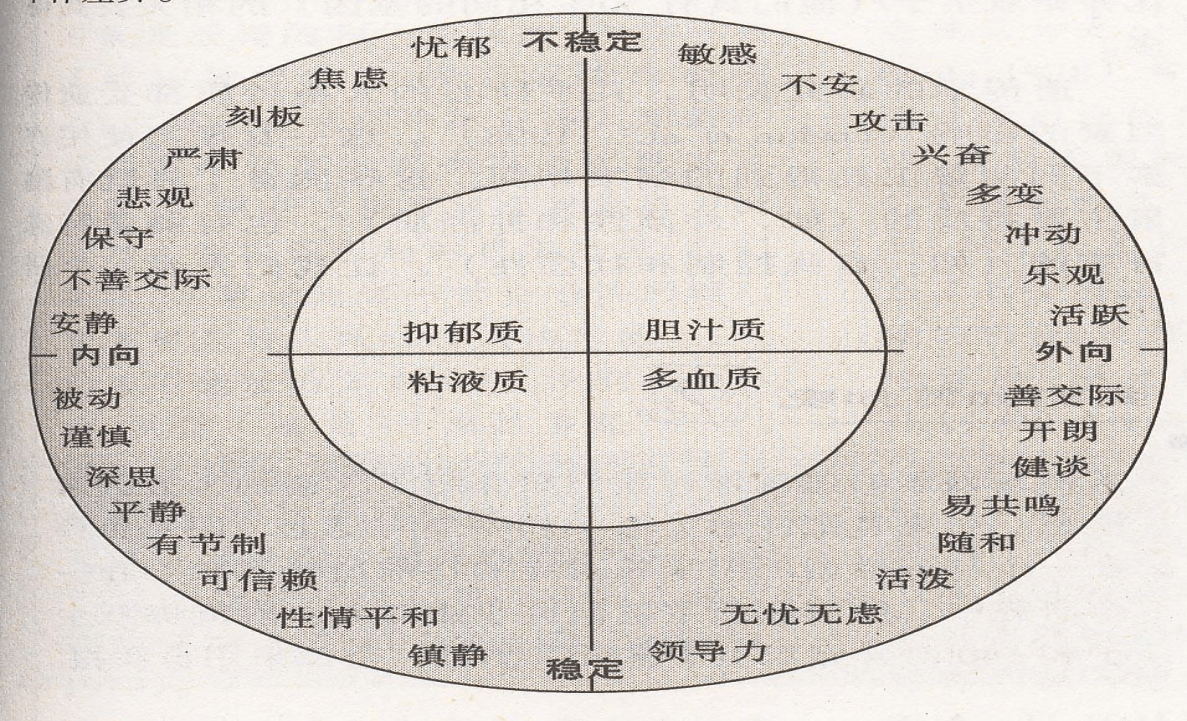 忧郁 不稳定 敏感
焦虑 不安
刻板 攻击
严肃 兴奋
悲观 多变
保守 冲动
不善交际 乐观
安静 活跃
抑郁质 胆汁质
内向 外向
粘液质 多血质
被动 善交际
谨慎 开朗
深思 健谈
平静 易共鸣
有节制 随和
可信赖 活泼
性情平和 无忧无虑
镇静 稳定 领导力